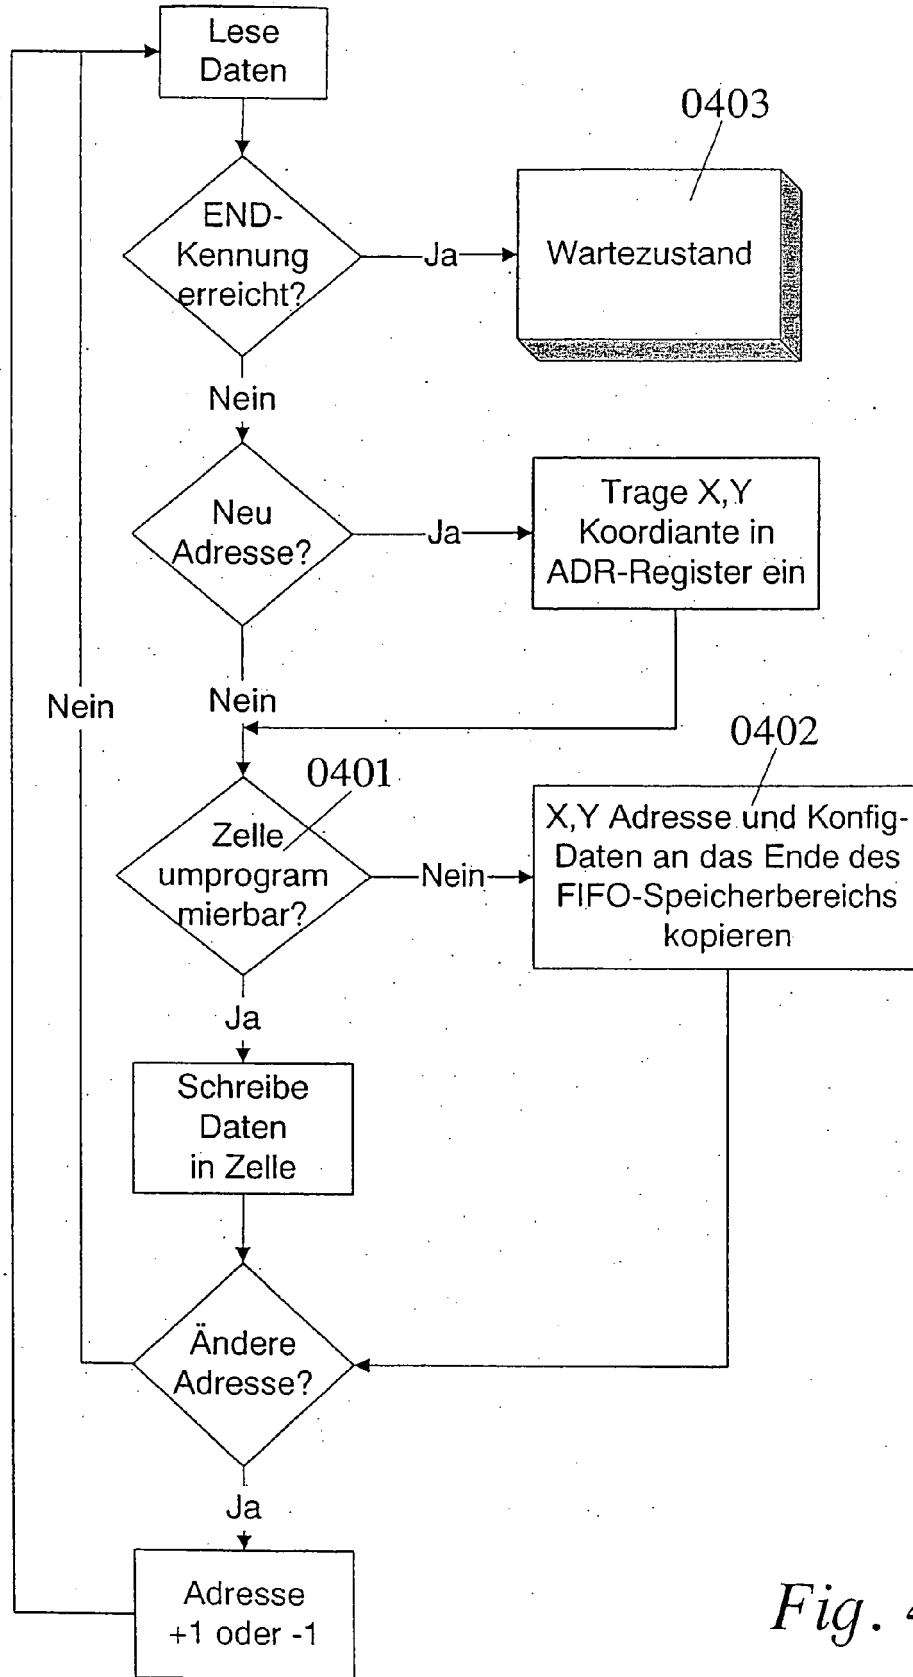 Lese
Daten
0403
END-
Kennung
erreicht?
Ja
Wartezustand
Nein
Neu
Adresse?
Ja
Trage X,Y
Koordiante in
ADR-Register ein
Nein
Nein
0402
0401
Zelle
umprogram
mierbar?
Nein
X,Y Adresse und Konfig-
Daten an das Ende des
FIFO-Speicherbereichs
kopieren
Ja
Schreibe
Daten
in Zelle
Ändere
Adresse?
Ja
Adresse
+1 oder -1
Fig. 4